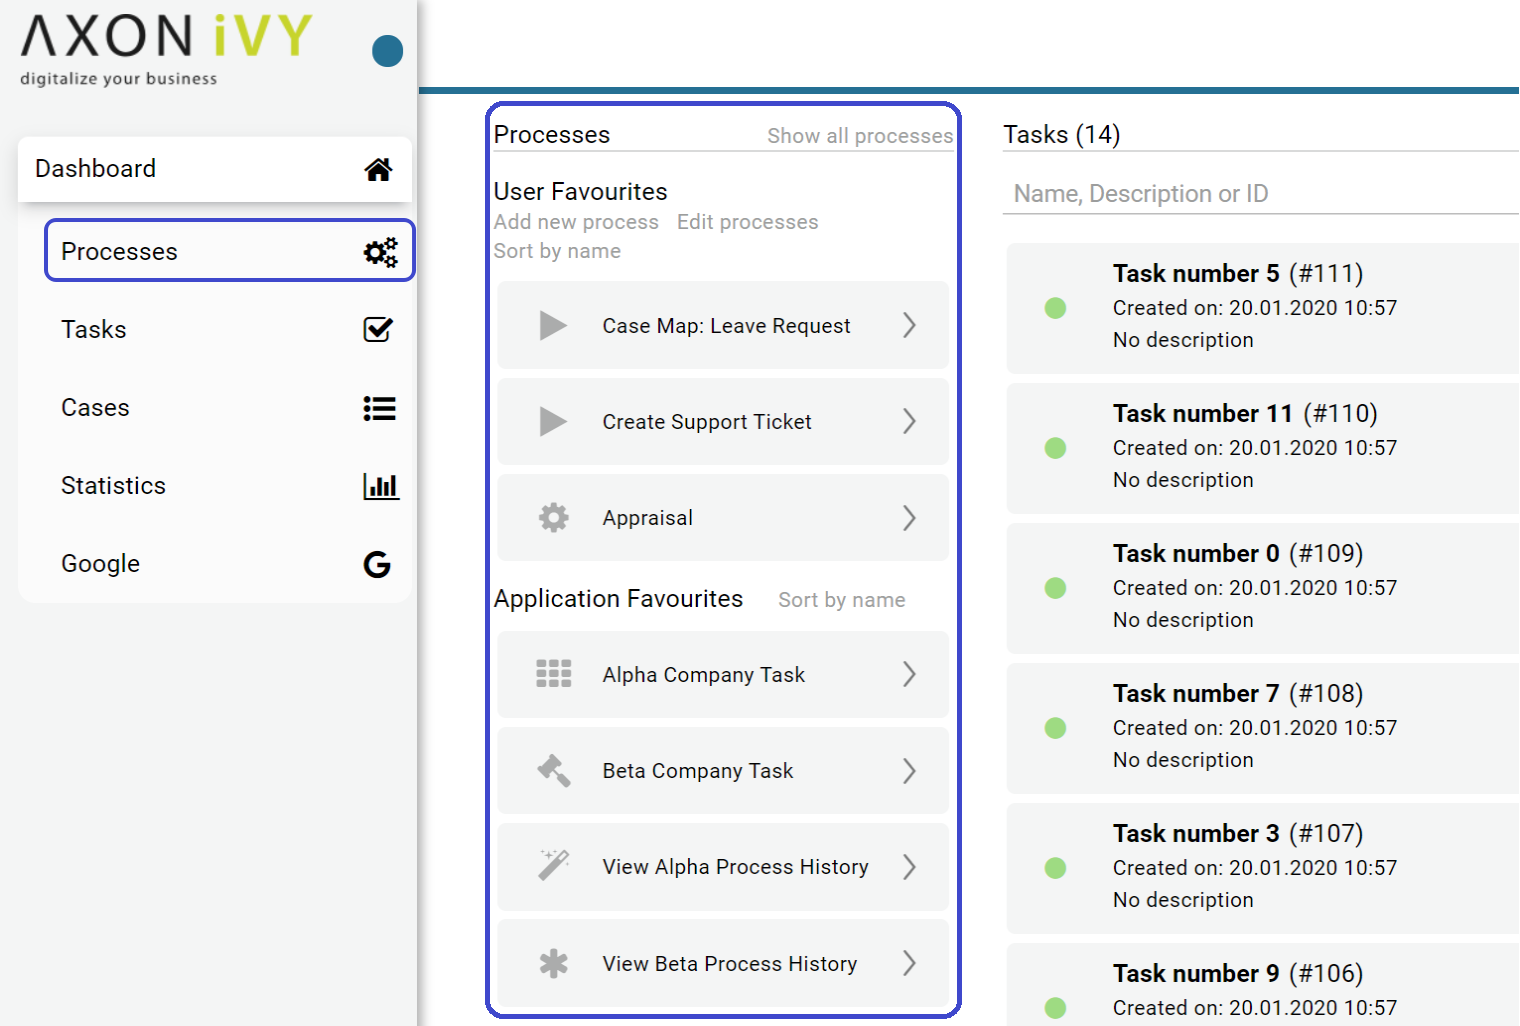 AXON iVY
digitalize your business
Dashboard
Processes
Tasks
Cases
Statistics
Google
Processes Show all processes
User Favourites
Add new process Edit processes
Sort by name
Case Map: Leave Request
Create Support Ticket
Appraisal
Application Favourites Sort by name
Alpha Company Task
Beta Company Task
View Alpha Process History
View Beta Process History
Tasks (14)
Name, Description or ID
Task number 5 (#111)
Created on: 20.01.2020 10:57
No description
Task number 11 (#110)
Created on: 20.01.2020 10:57
No description
Task number 0 (#109)
Created on: 20.01.2020 10:57
No description
Task number 7 (#108)
Created on: 20.01.2020 10:57
No description
Task number 3 (#107)
Created on: 20.01.2020 10:57
No description
Task number 9 (#106)
Created on: 20.01.2020 10:57